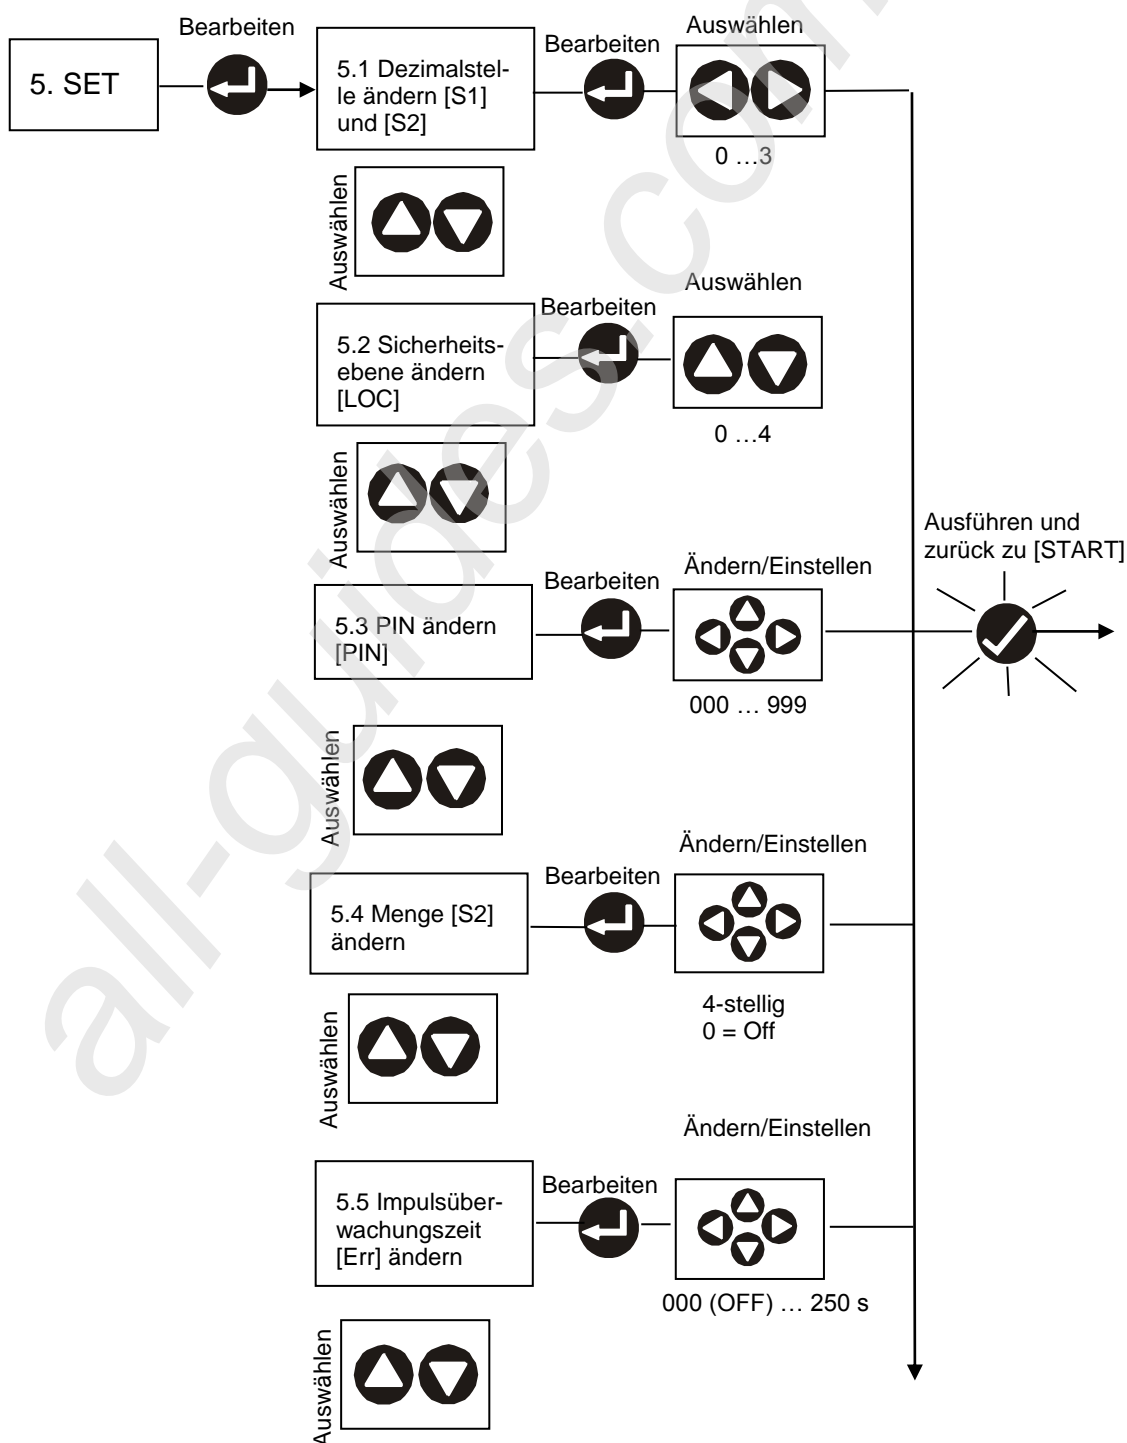 Bearbeiten
5. SET
5.1 Dezimalstel-
le ändern [S1]
und [S2]
Bearbeiten
Auswählen
0 …3
Auswählen
5.2 Sicherheits-
ebene ändern
[LOC]
Bearbeiten
Auswählen
0 …4
Auswählen
5.3 PIN ändern
[PIN]
Bearbeiten
Ändern/Einstellen
000 … 999
Ausführen und
zurück zu [START]
Auswählen
5.4 Menge [S2]
ändern
Bearbeiten
Ändern/Einstellen
4-stellig
0 = Off
Auswählen
5.5 Impulsüber-
wachungszeit
[Err] ändern
Bearbeiten
Ändern/Einstellen
000 (OFF) … 250 s
Auswählen
all-guides.com